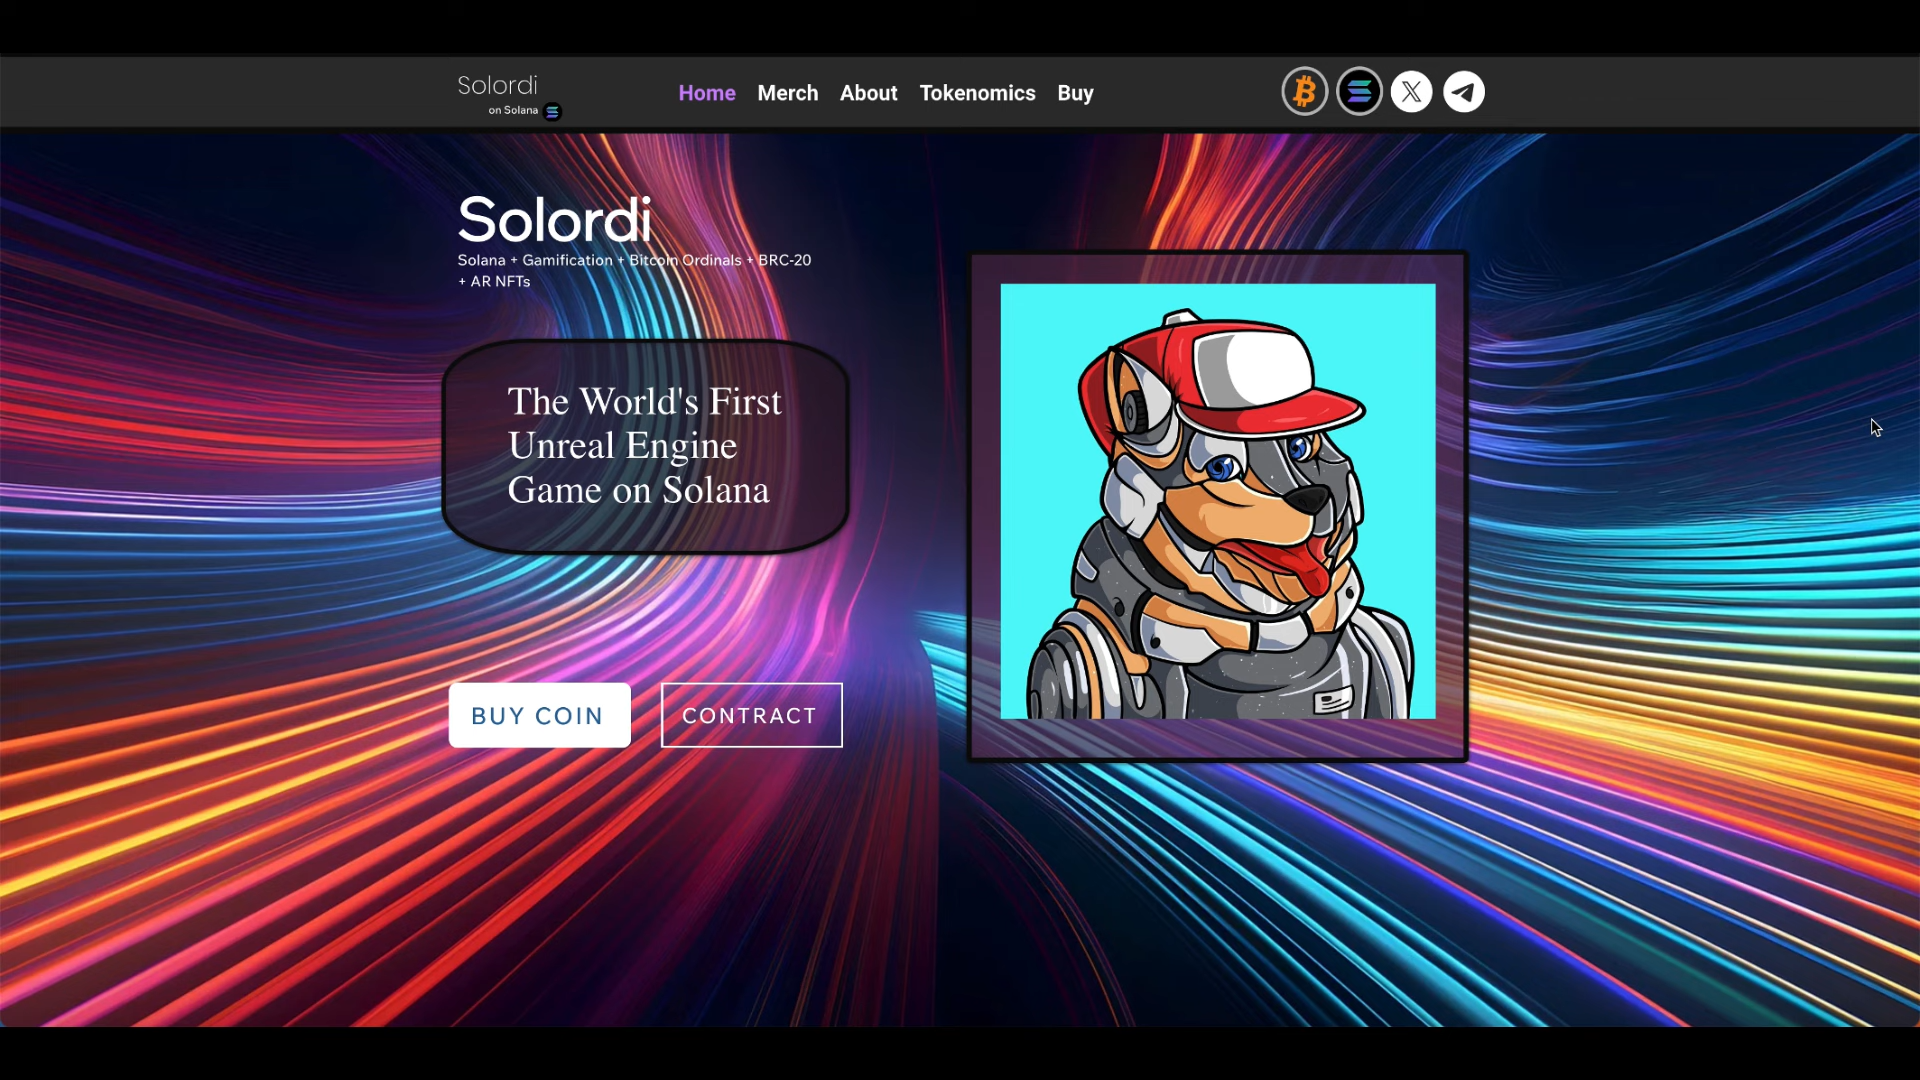 Solordi
on Solana
Home Merch About Tokenomics Buy
Solordi
Solana + Gamification + Bitcoin Ordinals + BRC-20
+ AR NFTs
The World's First
Unreal Engine
Game on Solana
BUY COIN
CONTRACT